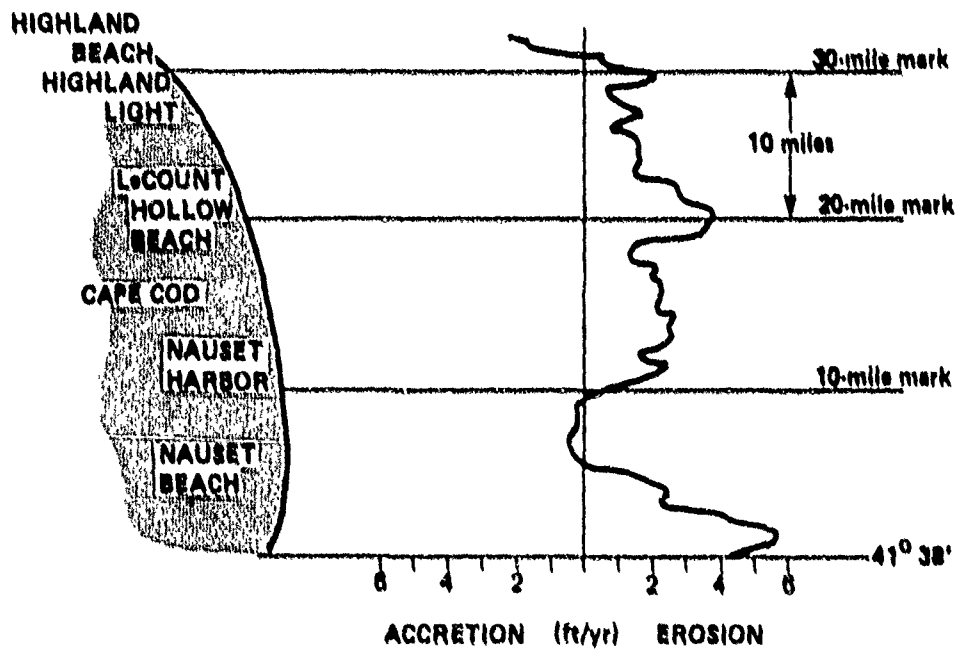 HIGHLAND
BEACH
HIGHLAND
LIGHT
LeCOUNT
HOLLOW
BEACH
CAPE COD
NAUSET
HARBOR
NAUSET
BEACH
30-mile mark
10 miles
20-mile mark
10-mile mark
41° 38'
6 4 2 2 6
ACCRETION (ft/yr) EROSION